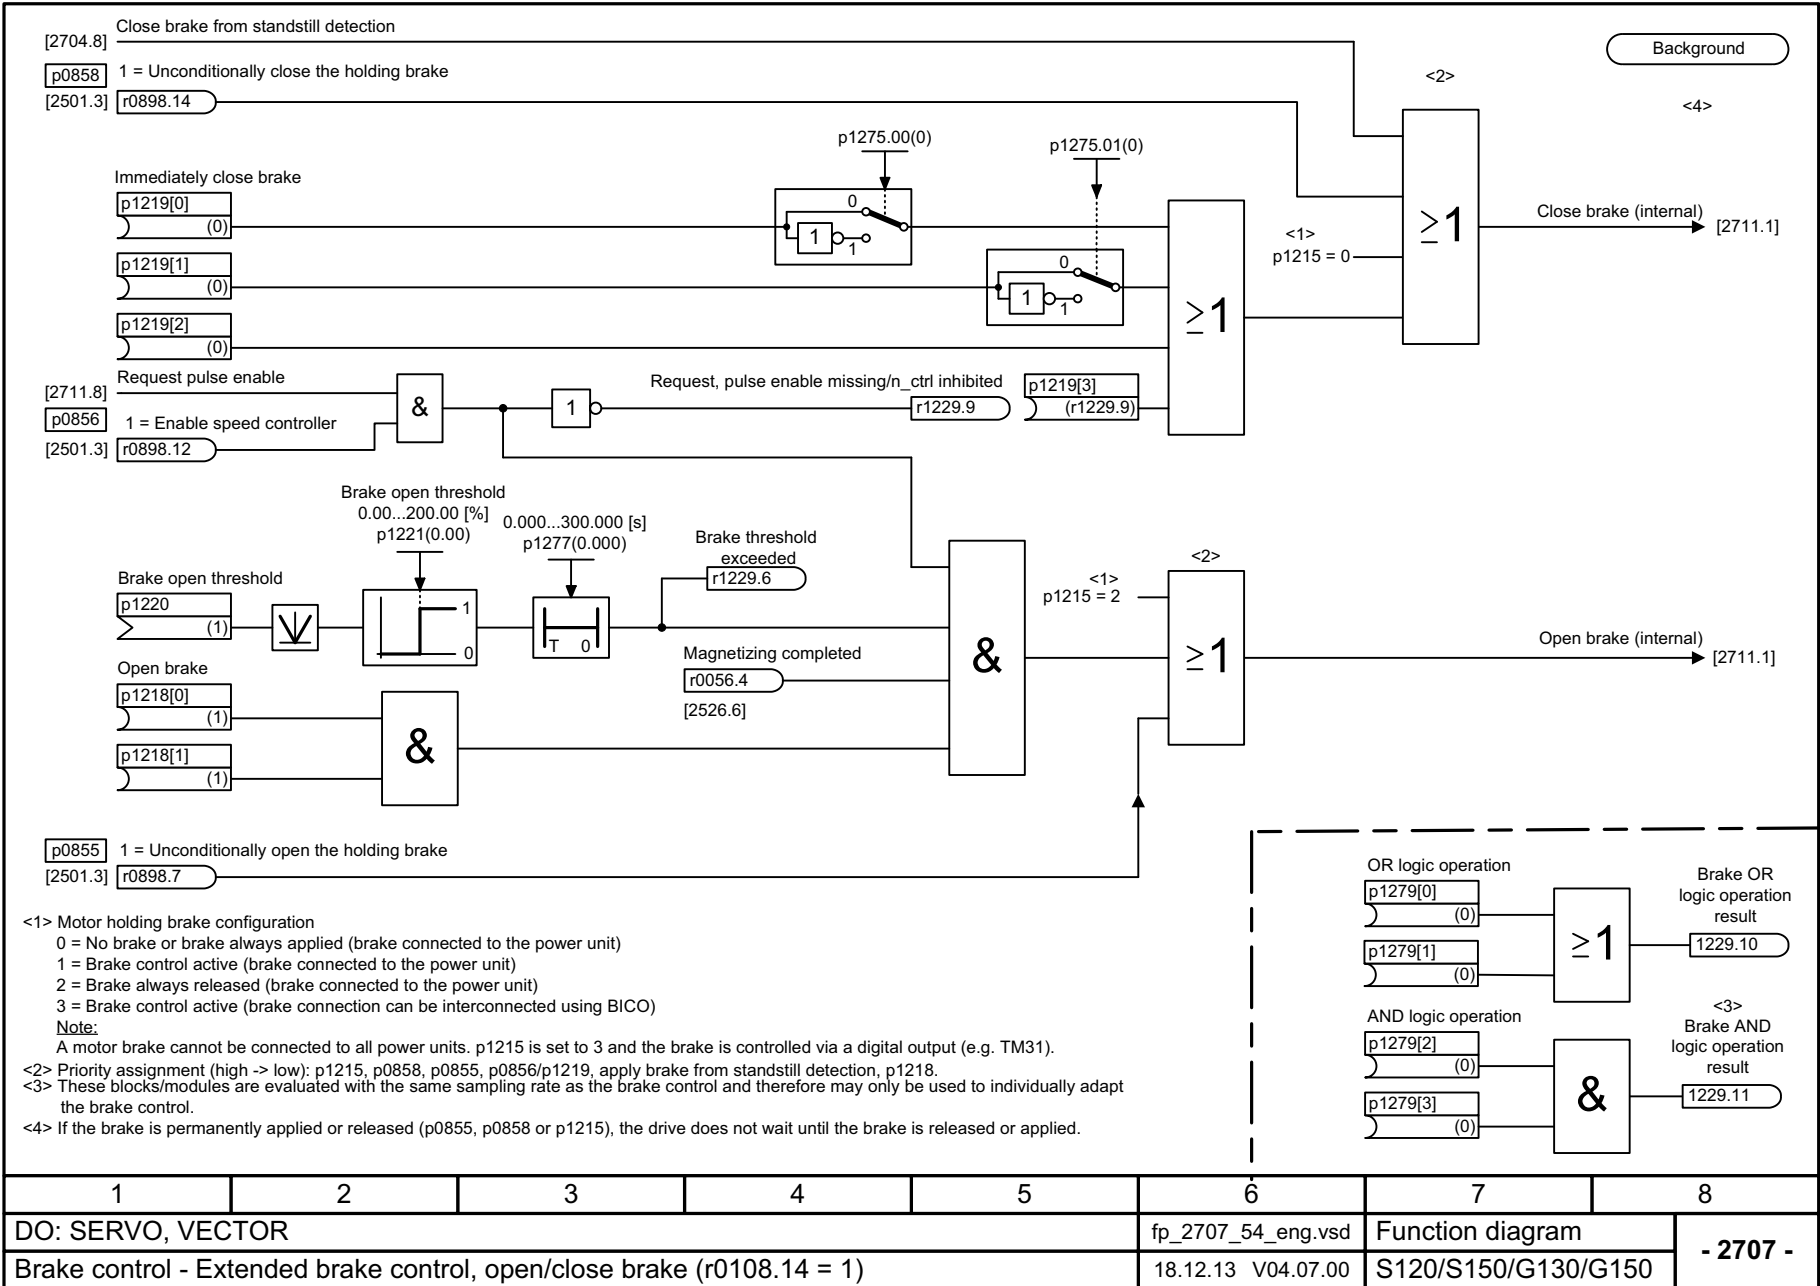 Close brake from standstill detection
[2704.8]
Background
p0858 1 = Unconditionally close the holding brake
<2>
[2501.3] r0898.14
<4>
p1275.00(0)
p1275.01(0)
Immediately close brake
p1219[0]
(0)
0
1
1
Close brake (internal)
[2711.1]
≥1
<1>
p1215 = 0
p1219[1]
(0)
0
1
1
≥1
p1219[2]
(0)
Request pulse enable
[2711.8]
&
1
Request, pulse enable missing/n_ctrl inhibited
r1229.9
p1219[3]
(r1229.9)
p0856 1 = Enable speed controller
[2501.3] r0898.12
Brake open threshold
0.00...200.00 [%]
p1221(0.00)
0.000...300.000 [s]
p1277(0.000)
Brake threshold
exceeded
r1229.6
<2>
<1>
p1215 = 2
Brake open threshold
p1220
(1)
1
0
T 0
Magnetizing completed
r0056.4
[2526.6]
&
≥1
Open brake (internal)
[2711.1]
Open brake
p1218[0]
(1)
p1218[1]
(1)
&
p0855 1 = Unconditionally open the holding brake
[2501.3] r0898.7
OR logic operation
p1279[0]
(0)
p1279[1]
(0)
≥1
Brake OR
logic operation
result
1229.10
AND logic operation
p1279[2]
(0)
p1279[3]
(0)
&
<3>
Brake AND
logic operation
result
1229.11
<1> Motor holding brake configuration
0 = No brake or brake always applied (brake connected to the power unit)
1 = Brake control active (brake connected to the power unit)
2 = Brake always released (brake connected to the power unit)
3 = Brake control active (brake connection can be interconnected using BICO)
Note:
A motor brake cannot be connected to all power units. p1215 is set to 3 and the brake is controlled via a digital output (e.g. TM31).
<2> Priority assignment (high -> low): p1215, p0858, p0855, p0856/p1219, apply brake from standstill detection, p1218.
<3> These blocks/modules are evaluated with the same sampling rate as the brake control and therefore may only be used to individually adapt
the brake control.
<4> If the brake is permanently applied or released (p0855, p0858 or p1215), the drive does not wait until the brake is released or applied.
1 2 3 4 5 6 7 8
DO: SERVO, VECTOR
fp_2707_54_eng.vsd
Function diagram
- 2707 -
Brake control - Extended brake control, open/close brake (r0108.14 = 1)
18.12.13 V04.07.00
S120/S150/G130/G150